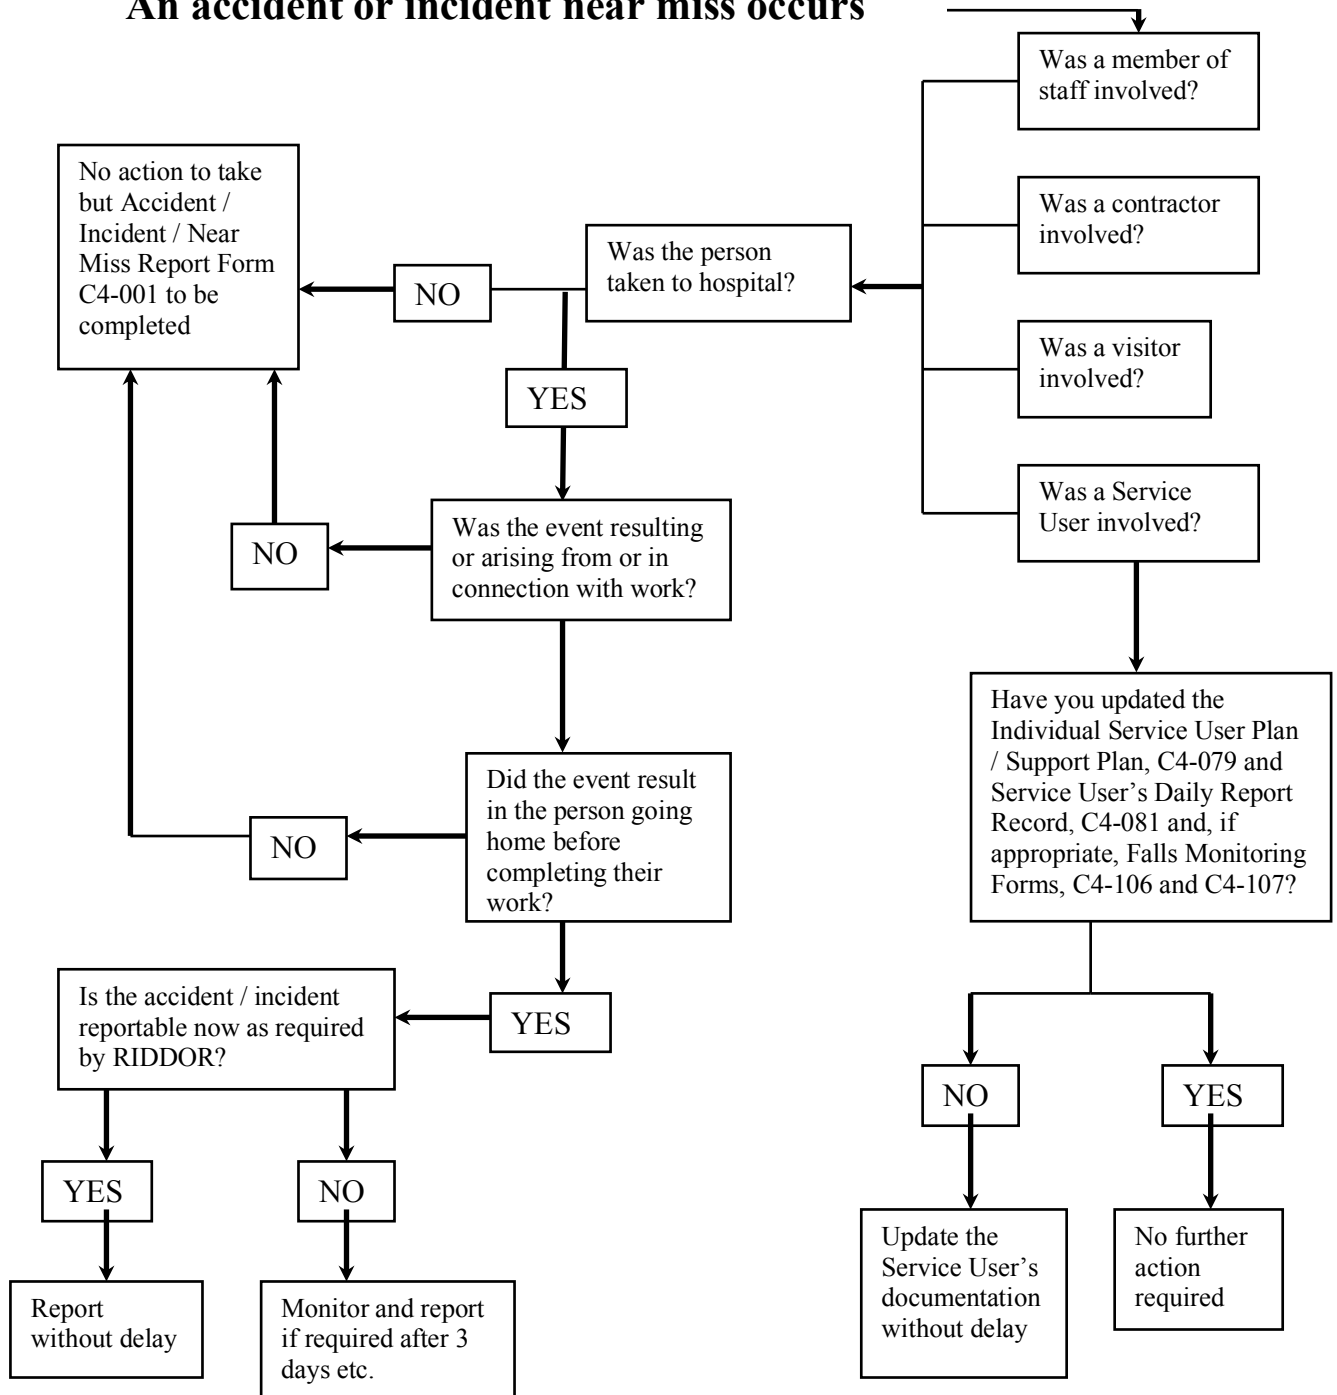 An accident or incident near miss occurs
Was a member of
staff involved?
Was a contractor
involved?
Was a visitor
involved?
Was a Service
User involved?
Was the person
taken to hospital?
NO
No action to take
but Accident /
Incident / Near
Miss Report Form
C4-001 to be
completed
YES
Was the event resulting
or arising from or in
connection with work?
NO
Did the event result
in the person going
home before
completing their
work?
NO
YES
Is the accident / incident
reportable now as required
by RIDDOR?
YES
NO
Report
without delay
Monitor and report
if required after 3
days etc.
Have you updated the
Individual Service User Plan
/ Support Plan, C4-079 and
Service User’s Daily Report
Record, C4-081 and, if
appropriate, Falls Monitoring
Forms, C4-106 and C4-107?
NO
YES
Update the
Service User’s
documentation
without delay
No further
action
required